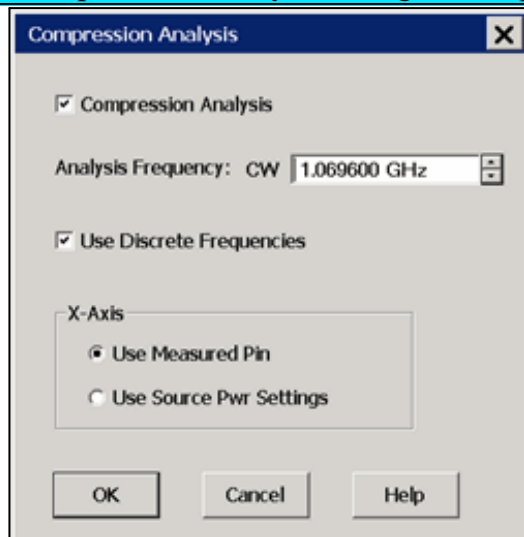 Compression Analysis
Compression Analysis
Analysis Frequency: CW 1.069600 GHz
Use Discrete Frequencies
X-Axis
Use Measured Pin
Use Source Pwr Settings
OK Cancel Help